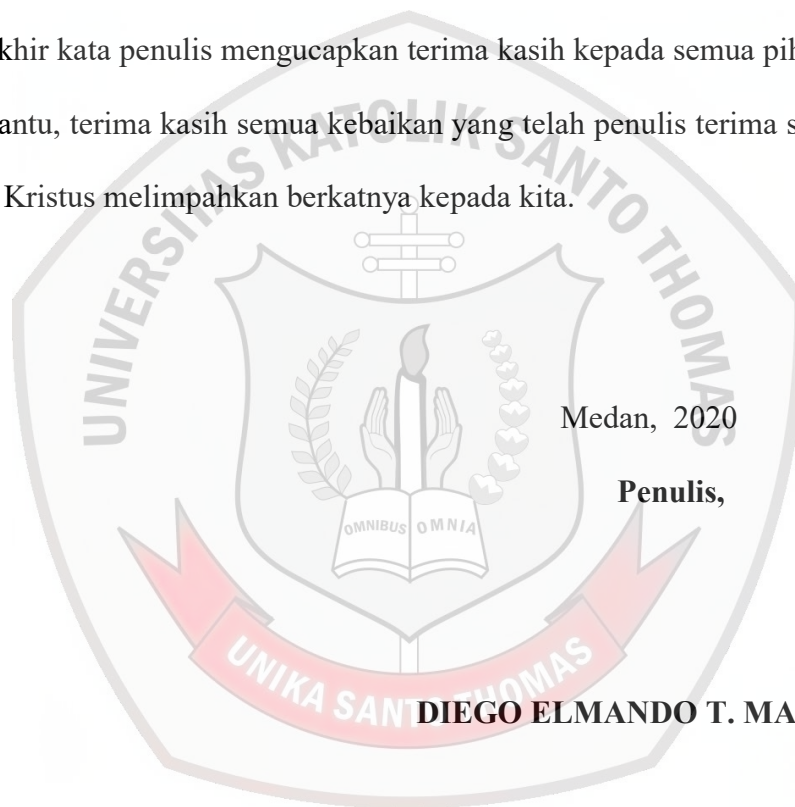 khir kata penulis mengucapkan terima kasih kepada semua pih
antu, terima kasih semua kebaikan yang telah penulis terima s
Kristus melimpahkan berkatnya kepada kita.
UNIVERSITAS KATOLIK SANTO THOMAS
Medan, 2020
Penulis,
OMNIBUS OMNIA
UNIKA SANTO THOMAS
DIEGO ELMANDO T. MA